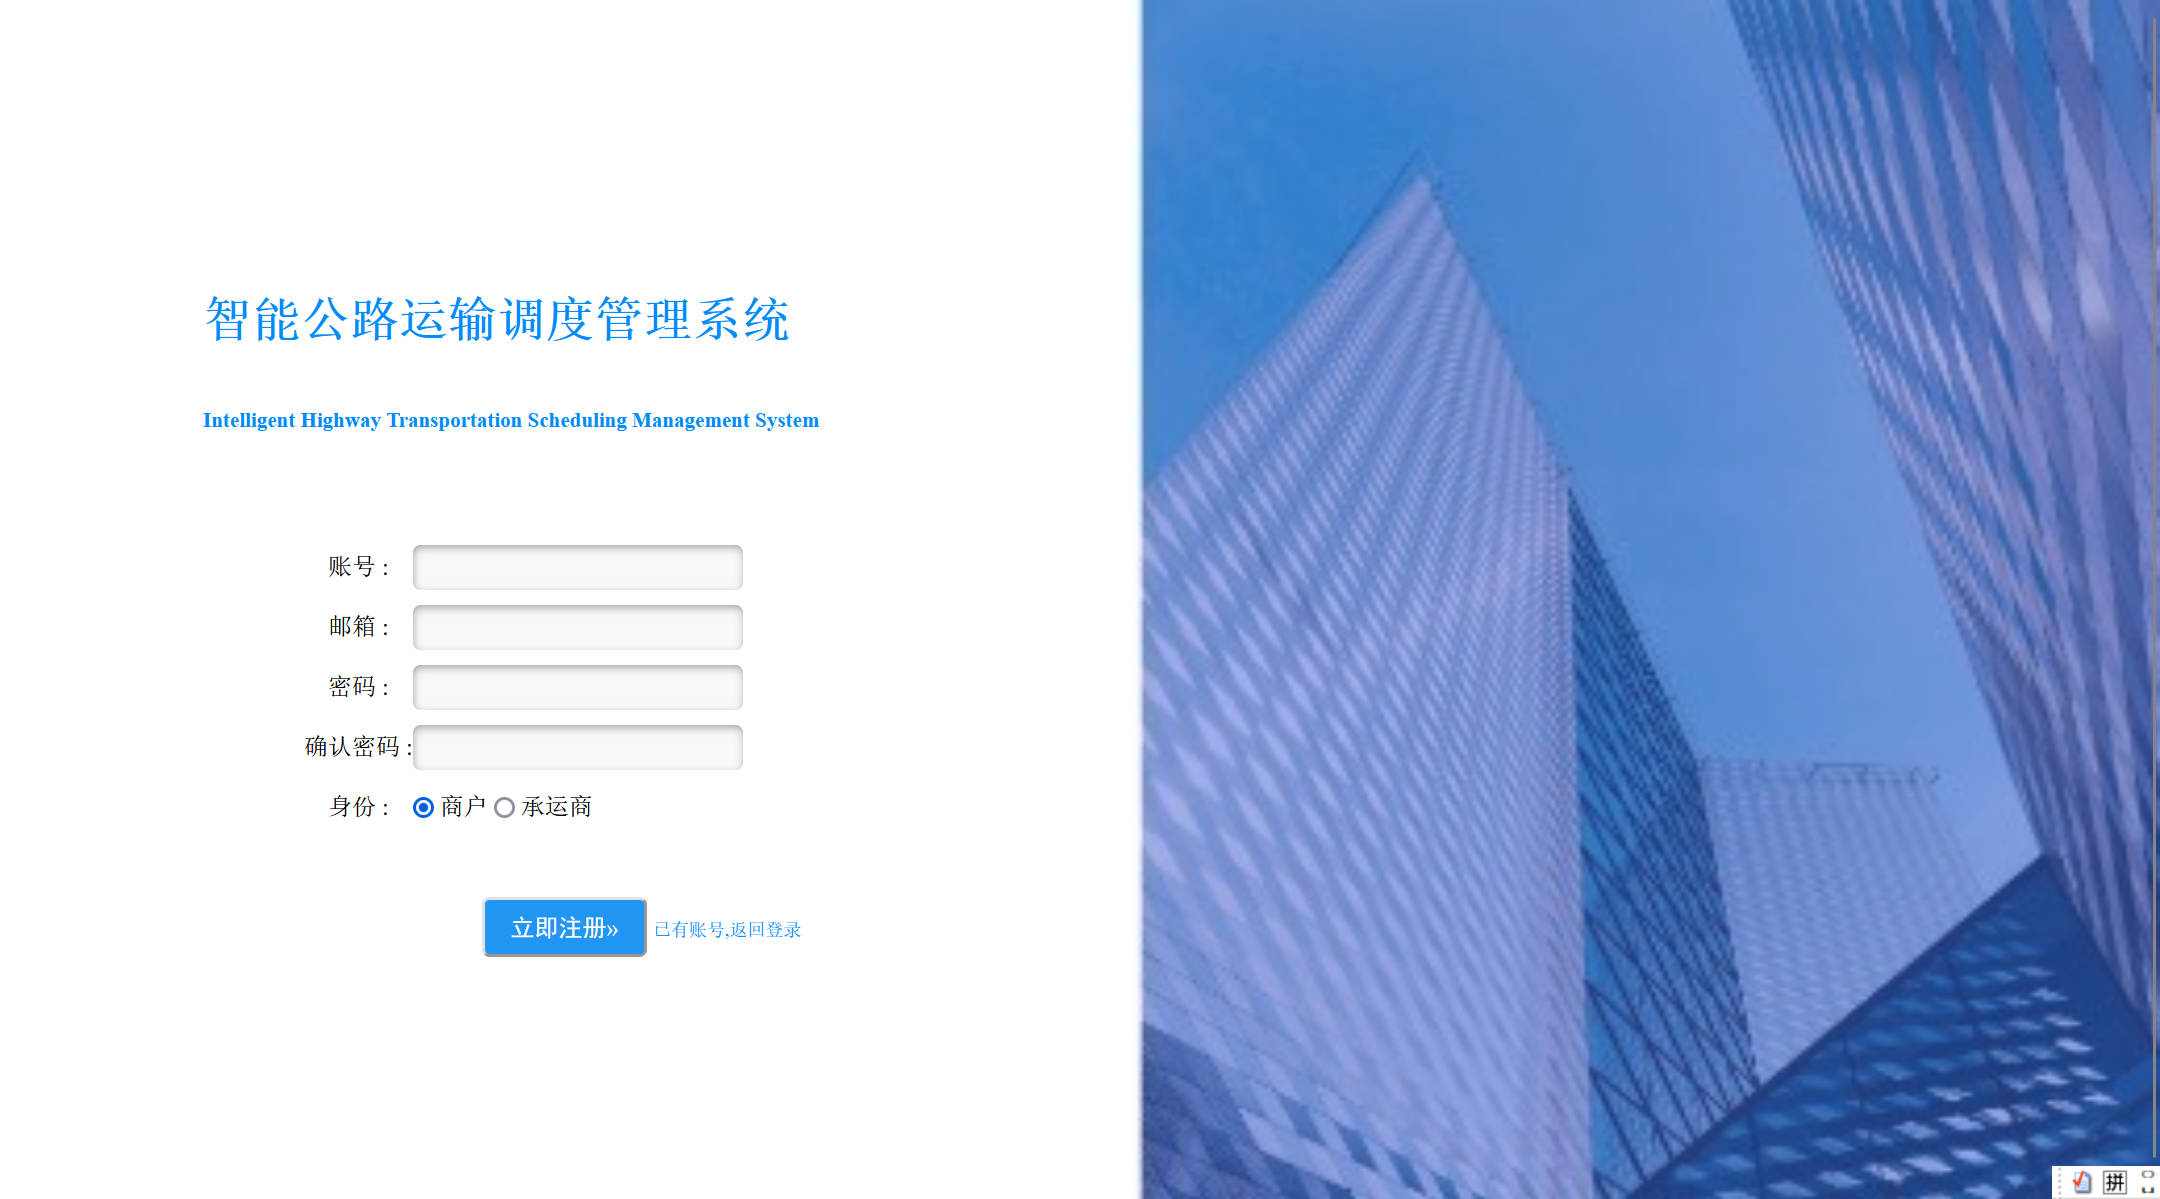 智能公路运输调度管理系统
Intelligent Highway Transportation Scheduling Management System
账号 :
邮箱 :
密码 :
确认密码 :
身份 : 商户 承运商
立即注册» 已有账号,返回登录
拼